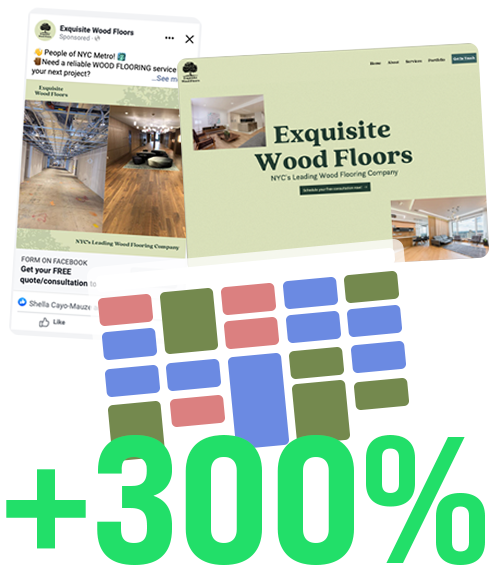 Exquisite Wood Floors
Sponsored
👋 People of NYC Metro! 🗽
Need a reliable WOOD FLOORING service
your next project?
...See m
Exquisite
Wood Floors
NYC's Leading Wood Flooring Company
FORM ON FACEBOOK
Get your FREE
quote/consultation to
Shella Cayo-Mauze
Like
Home About Services Portfolio Get In Touch
Exquisite
Wood Floors
NYC's Leading Wood Flooring Company
Schedule your free consultation now!
+300%